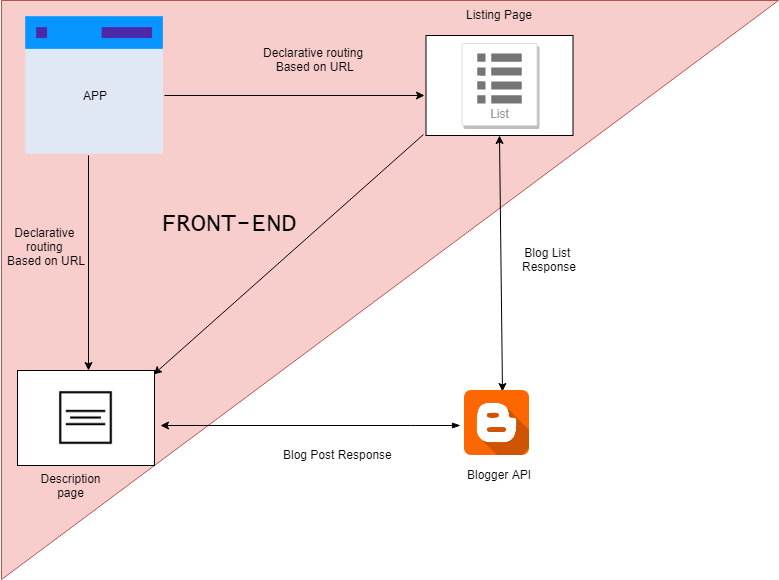 Listing Page
Declarative routing
Based on URL
APP
List
FRONT-END
Declarative
routing
Based on URL
Blog List
Response
Blog Post Response
Blogger API
Description
page